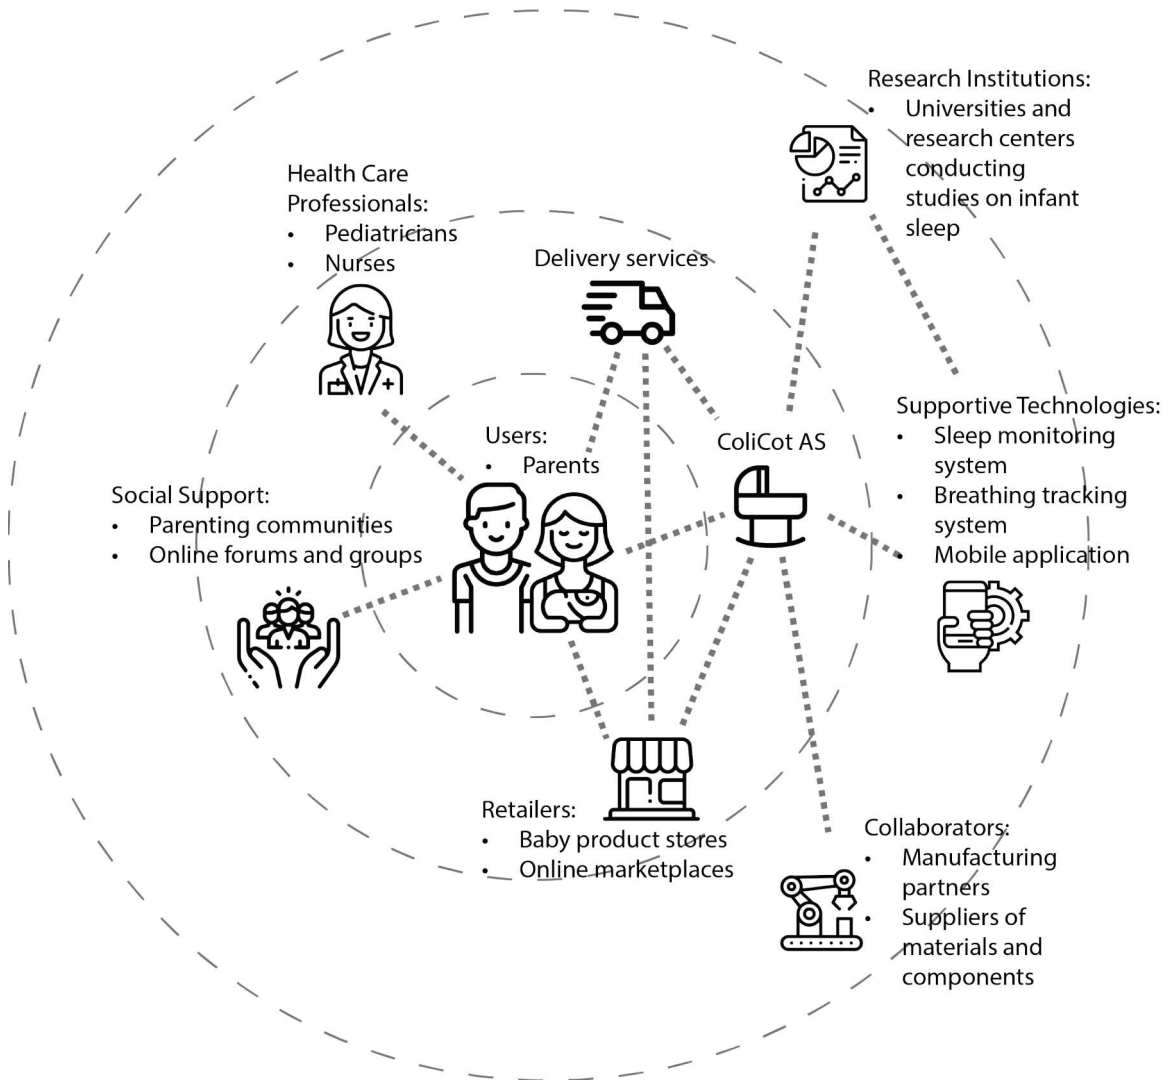 Research Institutions:
• Universities and
research centers
conducting
studies on infant
sleep
Health Care
Professionals:
• Pediatricians
• Nurses
Delivery services
Supportive Technologies:
• Sleep monitoring
system
• Breathing tracking
system
• Mobile application
Users:
• Parents
ColiCot AS
Social Support:
• Parenting communities
• Online forums and groups
Retailers:
• Baby product stores
• Online marketplaces
Collaborators:
• Manufacturing
partners
• Suppliers of
materials and
components